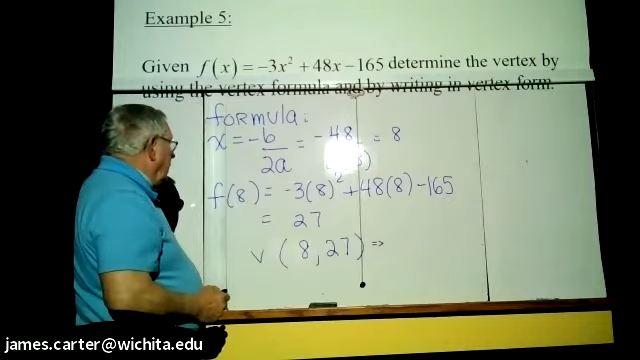 Example 5:
Given f(x) = −3x² + 48x − 165 determine the vertex by
using the vertex formula and by writing in vertex form.
formula:
x = -b/2a = -48/ 3) = 8
f(8) = -3(8)² + 48(8) - 165
= 27
V (8, 27) ⇒
james.carter@wichita.edu